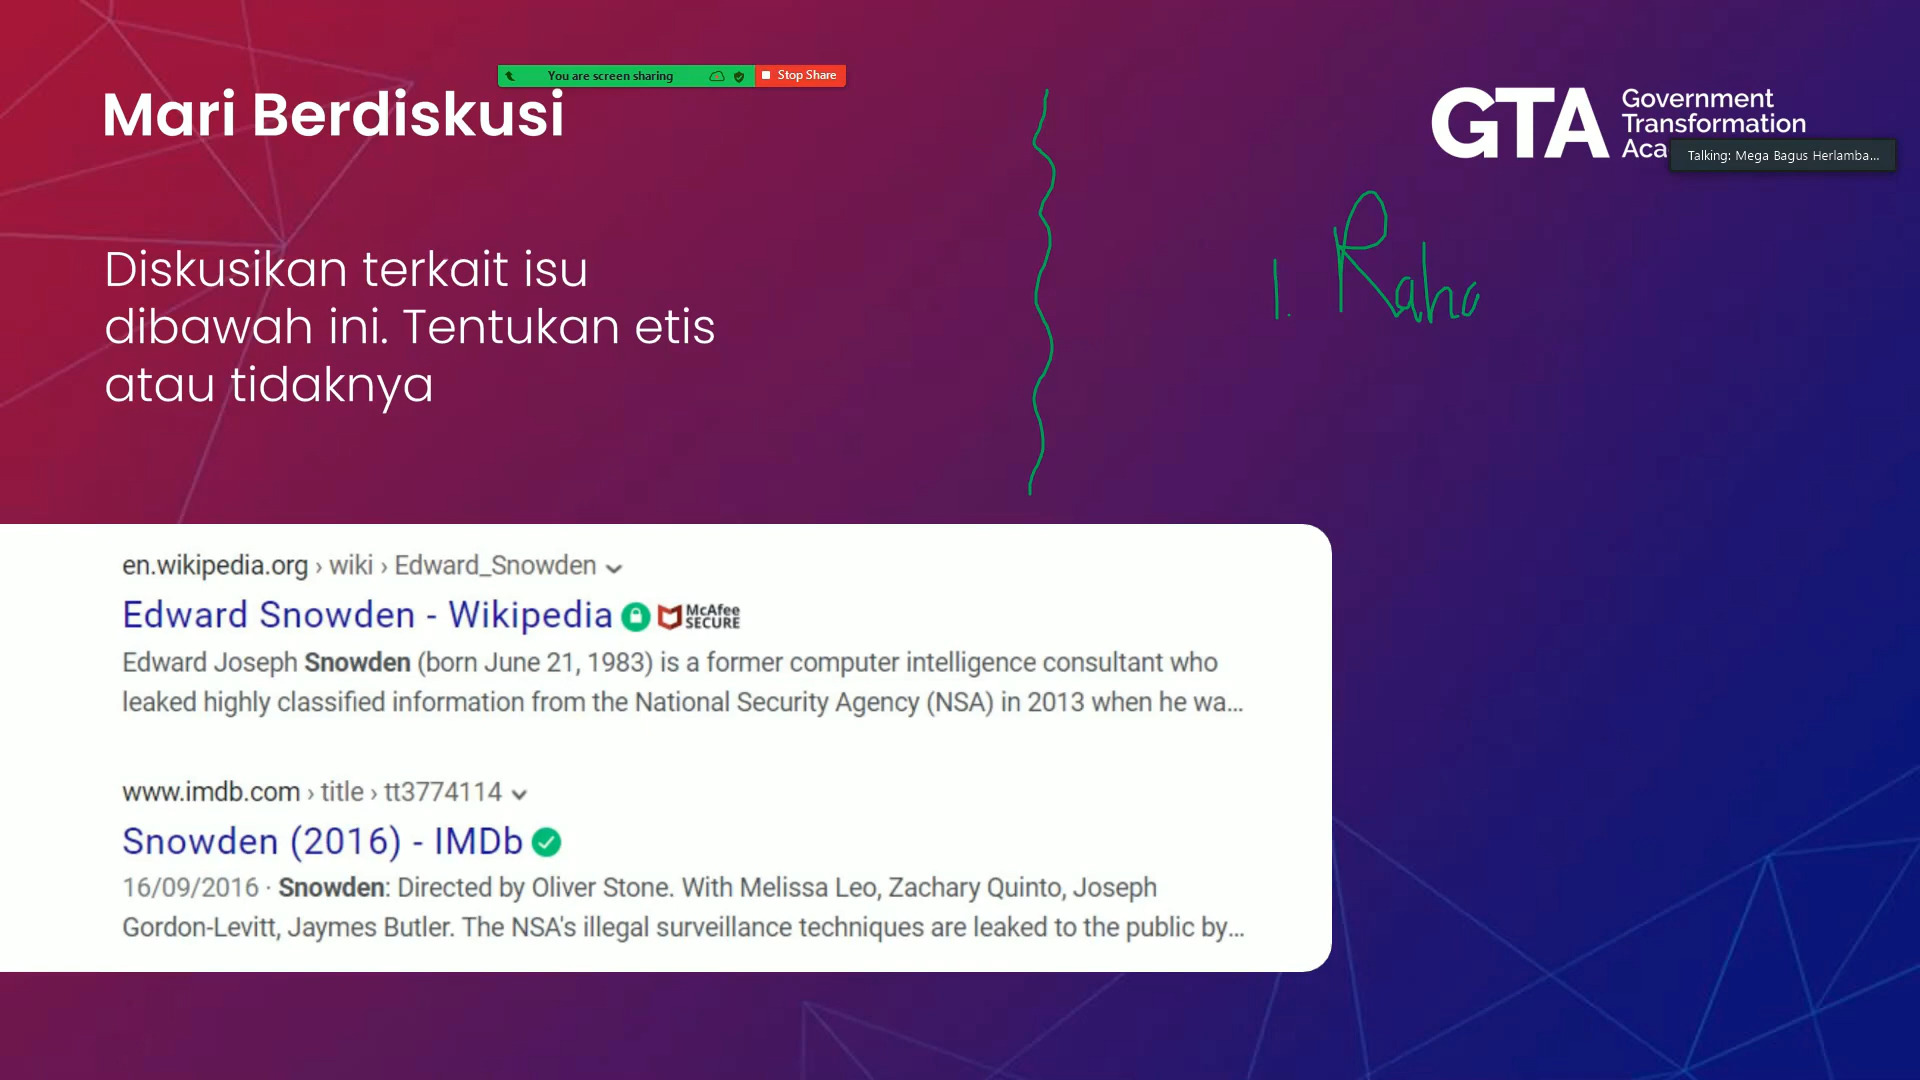 You are screen sharing Stop Share
Mari Berdiskusi
GTA
Government
Transformation
Talking: Mega Bagus Herlamba...
Diskusikan terkait isu
dibawah ini. Tentukan etis
atau tidaknya
1. Raha
en.wikipedia.org › wiki › Edward_Snowden
Edward Snowden - Wikipedia McAfee SECURE
Edward Joseph Snowden (born June 21, 1983) is a former computer intelligence consultant who
leaked highly classified information from the National Security Agency (NSA) in 2013 when he wa...
www.imdb.com › title › tt3774114
Snowden (2016) - IMDb
16/09/2016 · Snowden: Directed by Oliver Stone. With Melissa Leo, Zachary Quinto, Joseph
Gordon-Levitt, Jaymes Butler. The NSA's illegal surveillance techniques are leaked to the public by...